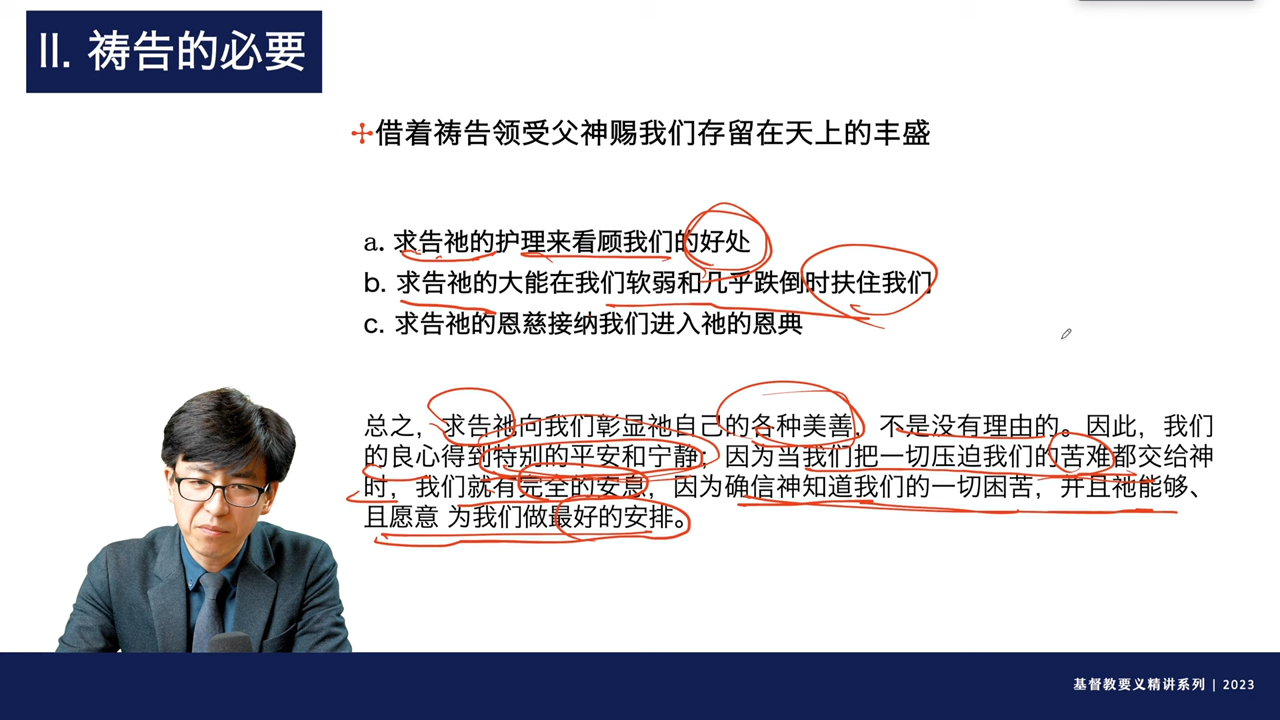 II. 祷告的必要
借着祷告领受父神赐我们存留在天上的丰盛
a. 求告祂的护理来看顾我们的好处
b. 求告祂的大能在我们软弱和几乎跌倒时扶住我们
c. 求告祂的恩慈接纳我们进入祂的恩典
总之，求告祂向我们彰显祂自己的各种美善，不是没有理由的。因此，我们
的良心得到特别的平安和宁静；因为当我们把一切压迫我们的苦难都交给神
时，我们就有完全的安息，因为确信神知道我们的一切困苦，并且祂能够、
且愿意 为我们做最好的安排。
基督教要义精讲系列 | 2023